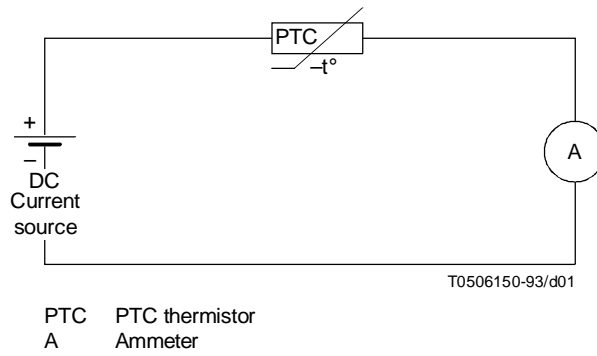 PTC
–t°
+
–
DC
Current
source
A
T0506150-93/d01
PTC PTC thermistor
A Ammeter